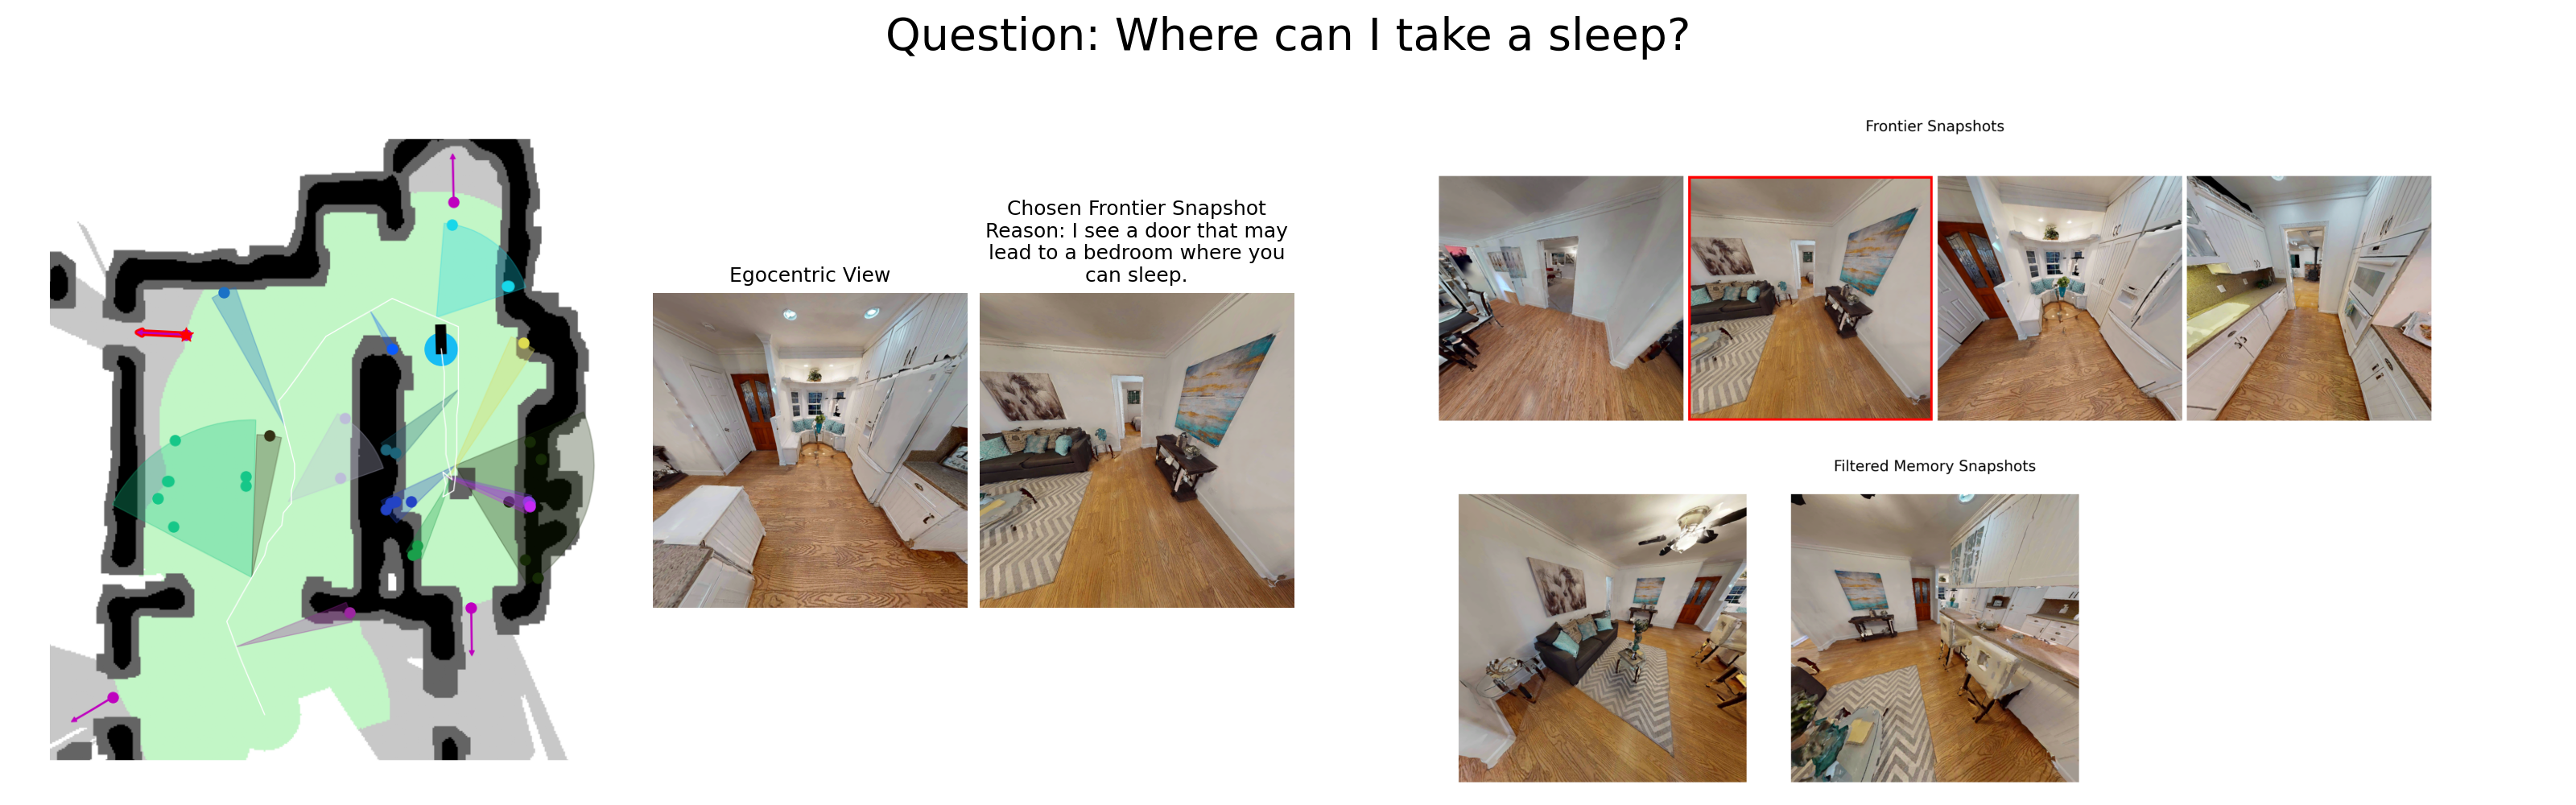 Question: Where can I take a sleep?
Frontier Snapshots
Chosen Frontier Snapshot
Reason: I see a door that may
lead to a bedroom where you
can sleep.
Egocentric View
Filtered Memory Snapshots